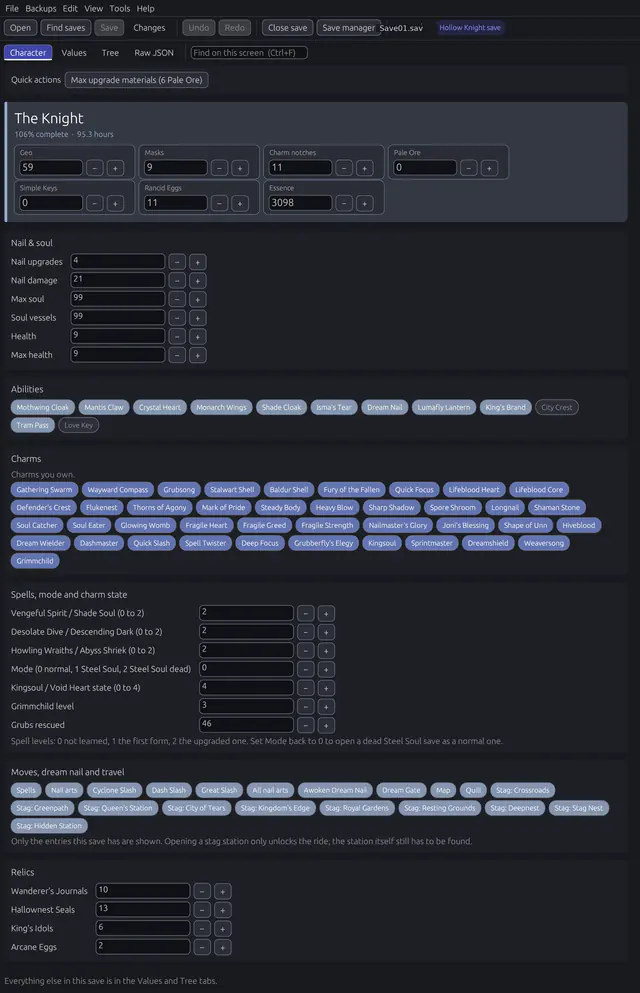 File Backups Edit View Tools Help
Open Find saves Save Changes Undo Redo Close save Save manager Save01.sav Hollow Knight save
Character Values Tree Raw JSON Find on this screen (Ctrl+F)
Quick actions Max upgrade materials (6 Pale Ore)
The Knight
106% complete · 95.3 hours
Geo Masks Charm notches Pale Ore
59 − + 9 − + 11 − + 0 − +
Simple Keys Rancid Eggs Essence
0 − + 11 − + 3098 − +
Nail & soul
Nail upgrades 4 − +
Nail damage 21 − +
Max soul 99 − +
Soul vessels 99 − +
Health 9 − +
Max health 9 − +
Abilities
Mothwing Cloak Mantis Claw Crystal Heart Monarch Wings Shade Cloak Isma's Tear Dream Nail Lumafly Lantern King's Brand City Crest
Tram Pass Love Key
Charms
Charms you own.
Gathering Swarm Wayward Compass Grubsong Stalwart Shell Baldur Shell Fury of the Fallen Quick Focus Lifeblood Heart Lifeblood Core
Defender's Crest Flukenest Thorns of Agony Mark of Pride Steady Body Heavy Blow Sharp Shadow Spore Shroom Longnail Shaman Stone
Soul Catcher Soul Eater Glowing Womb Fragile Heart Fragile Greed Fragile Strength Nailmaster's Glory Joni's Blessing Shape of Unn Hiveblood
Dream Wielder Dashmaster Quick Slash Spell Twister Deep Focus Grubberfly's Elegy Kingsoul Sprintmaster Dreamshield Weaversong
Grimmchild
Spells, mode and charm state
Vengeful Spirit / Shade Soul (0 to 2) 2 − +
Desolate Dive / Descending Dark (0 to 2) 2 − +
Howling Wraiths / Abyss Shriek (0 to 2) 2 − +
Mode (0 normal, 1 Steel Soul, 2 Steel Soul dead) 0 − +
Kingsoul / Void Heart state (0 to 4) 4 − +
Grimmchild level 3 − +
Grubs rescued 46 − +
Spell levels: 0 not learned, 1 the first form, 2 the upgraded one. Set Mode back to 0 to open a dead Steel Soul save as a normal one.
Moves, dream nail and travel
Spells Nail arts Cyclone Slash Dash Slash Great Slash All nail arts Awoken Dream Nail Dream Gate Map Quill Stag: Crossroads
Stag: Greenpath Stag: Queen's Station Stag: City of Tears Stag: Kingdom's Edge Stag: Royal Gardens Stag: Resting Grounds Stag: Deepnest Stag: Stag Nest
Stag: Hidden Station
Only the entries this save has are shown. Opening a stag station only unlocks the ride; the station itself still has to be found.
Relics
Wanderer's Journals 10 − +
Hallownest Seals 13 − +
King's Idols 6 − +
Arcane Eggs 2 − +
Everything else in this save is in the Values and Tree tabs.